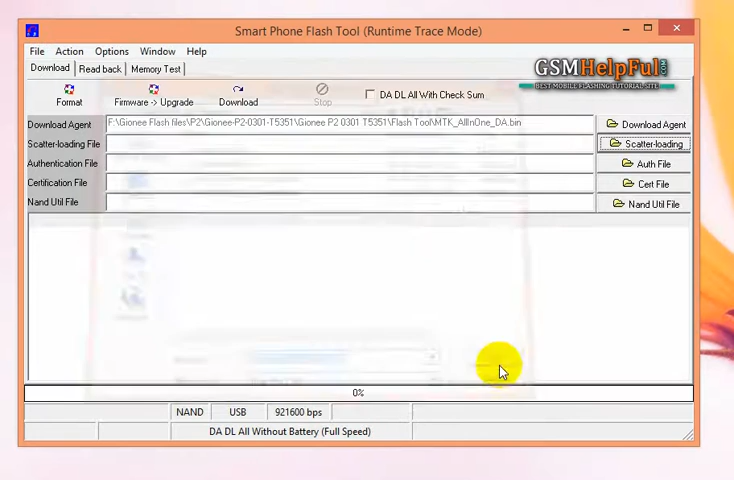 Smart Phone Flash Tool (Runtime Trace Mode)
File Action Options Window Help
Download Read back Memory Test
GSMHelpFul
BEST MOBILE FLASHING TUTORIAL SITE
Format Firmware -> Upgrade Download Stop DA DL All With Check Sum
Download Agent F:\Gionee Flash files\P2\Gionee-P2-0301-T5351\Gionee P2 0301 T5351\Flash Tool\MTK_AllInOne_DA.bin Download Agent
Scatter-loading File Scatter-loading
Authentication File Auth File
Certification File Cert File
Nand Util File Nand Util File
0%
NAND USB 921600 bps
DA DL All Without Battery (Full Speed)